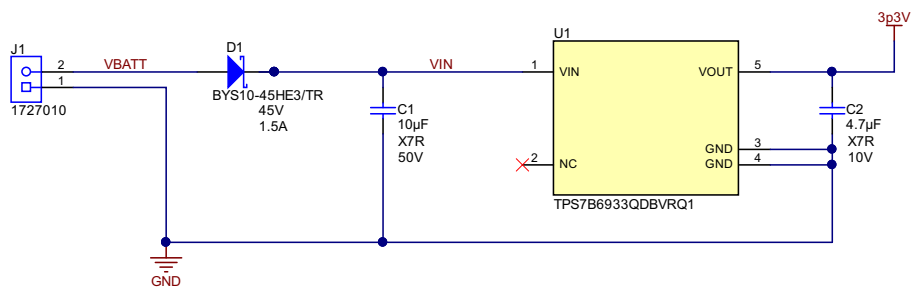 3p3V
J1
2
1
1727010
VBATT
D1
BYS10-45HE3/TR
45V
1.5A
VIN
C1
10µF
X7R
50V
U1
1
VIN
VOUT
5
2
NC
GND
3
GND
4
TPS7B6933QDBVRQ1
C2
4.7µF
X7R
10V
GND